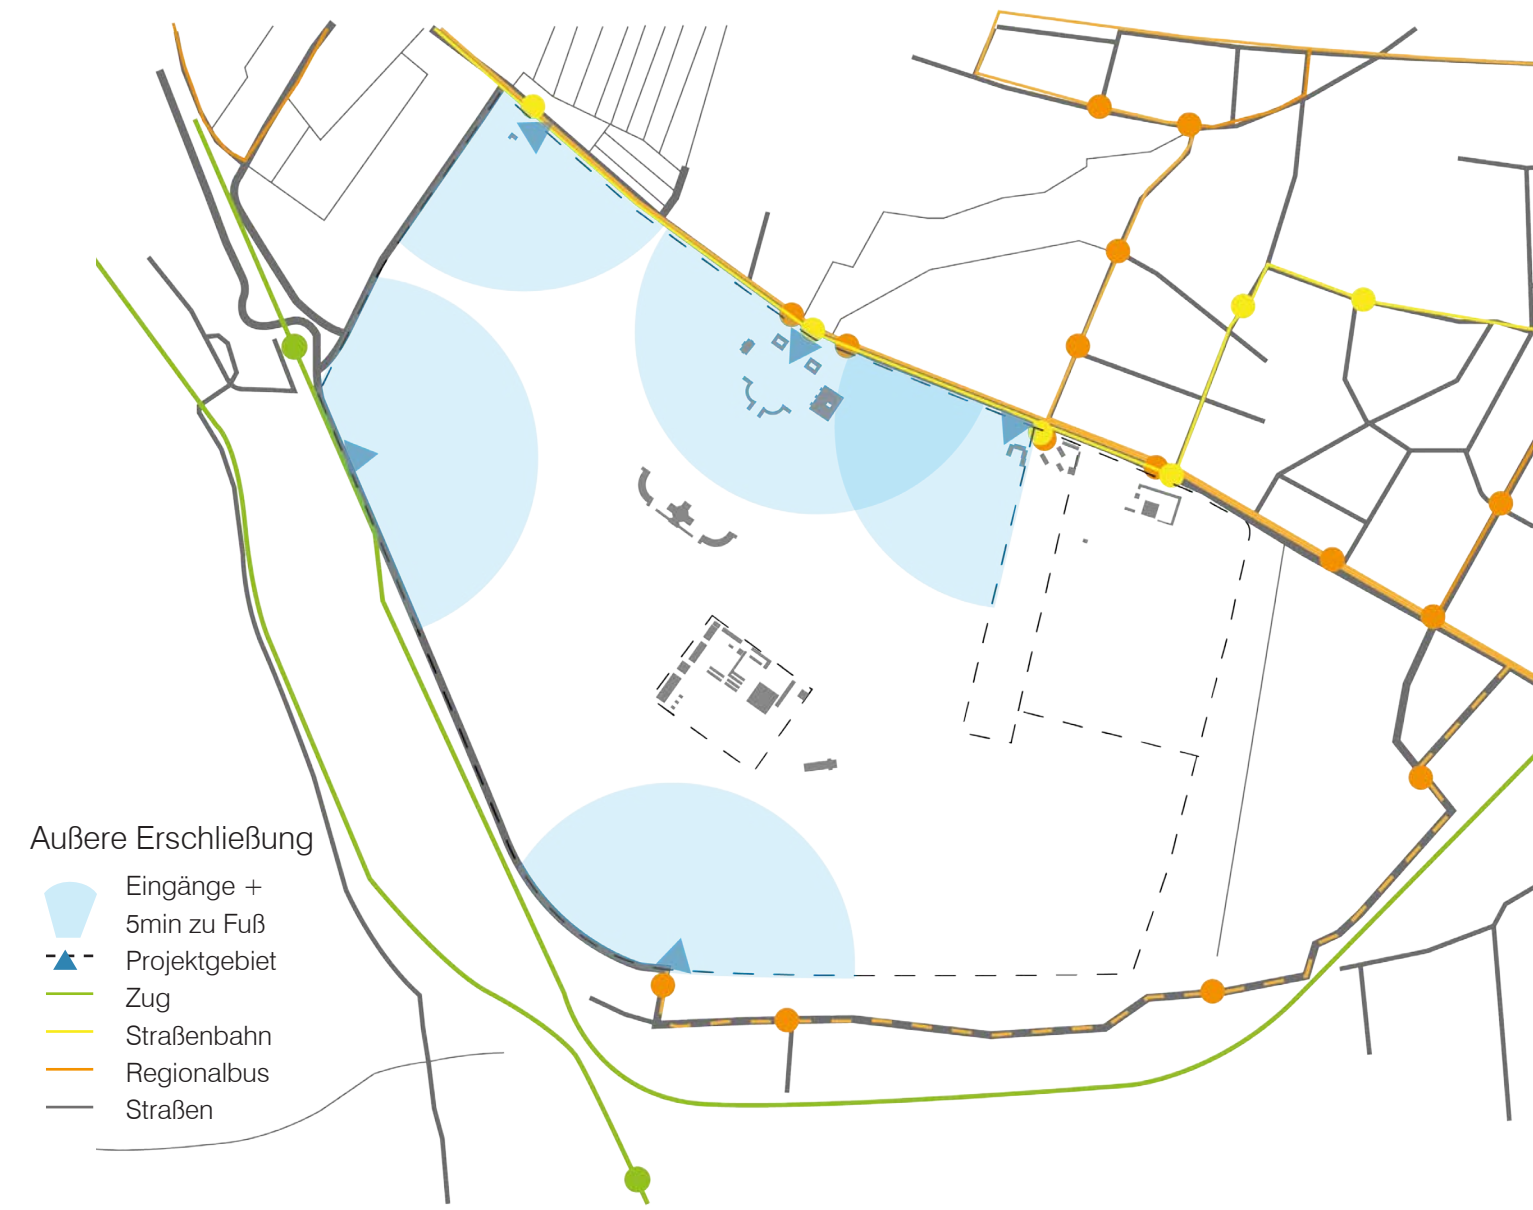 Außere Erschließung
Eingänge +
5min zu Fuß
Projektgebiet
Zug
Straßenbahn
Regionalbus
Straßen